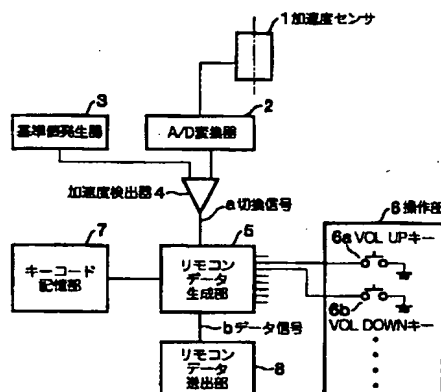 1 加速度センサ
3
2
基準値発生器
A/D変換器
加速度検出器 4
a 切換信号
7
5
6 操作部
キーコード
記憶部
リモコン
データ
生成部
6a VOL UPキー
6b
VOL DOWNキー
b データ信号
リモコン
データ
送出部
8